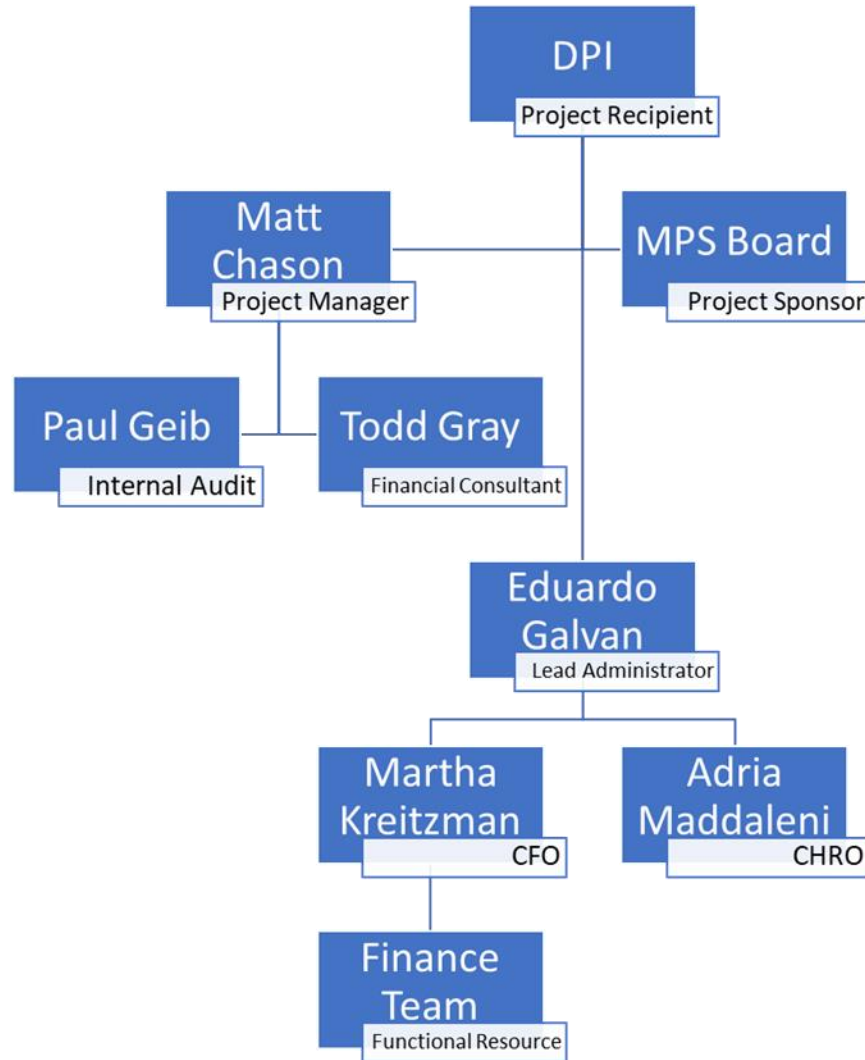 DPI
Project Recipient
Matt
Chason
Project Manager
MPS Board
Project Sponsor
Paul Geib
Internal Audit
Todd Gray
Financial Consultant
Eduardo
Galvan
Lead Administrator
Martha
Kreitzman
CFO
Adria
Maddaleni
CHRO
Finance
Team
Functional Resource